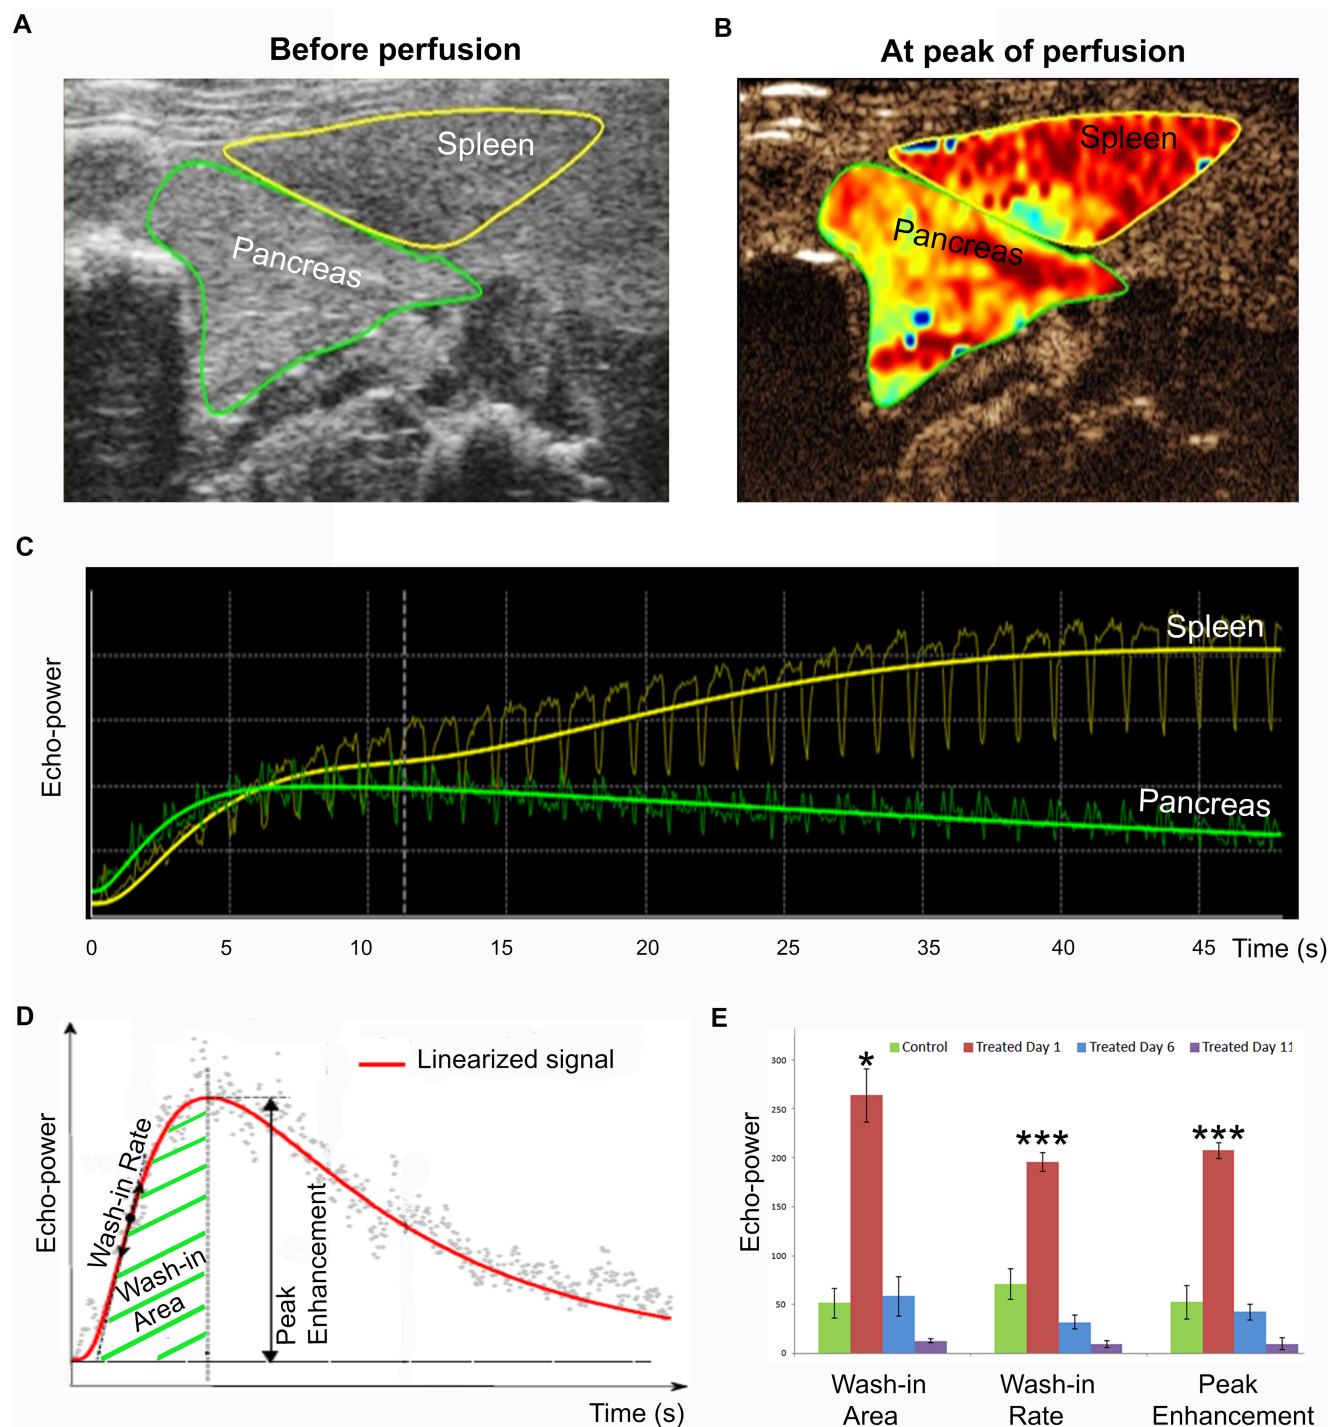 A
Before perfusion
Spleen
Pancreas
B
At peak of perfusion
Spleen
Pancreas
C
Echo-power
Spleen
Pancreas
0 5 10 15 20 25 35 40 45 Time (s)
D
Echo-power
Linearized signal
Wash-in Rate
Wash-in
Area
Peak
Enhancement
Time (s)
E
Echo-power
Control Treated Day 1 Treated Day 6 Treated Day 11
300
250
200
150
100
50
0
*
***
***
Wash-in
Area
Wash-in
Rate
Peak
Enhancement